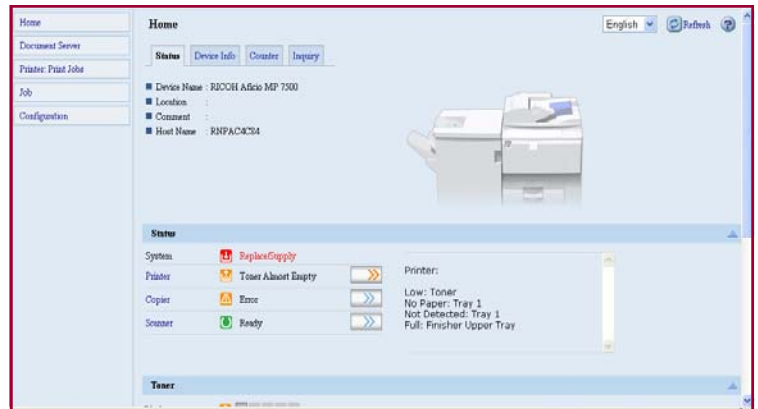 Home
Document Server
Printer: Print Jobs
Job
Configuration
Home
English
Refresh
Status Device Info Counter Inquiry
Device Name : RICOH Aficio MP 7500
Location :
Comment :
Host Name : RNPAC4C84
Status
System ReplaceSupply
Printer Toner Almost Empty
Copier Error
Scanner Ready
Printer:
Low: Toner
No Paper: Tray 1
Not Detected: Tray 1
Full: Finisher Upper Tray
Toner